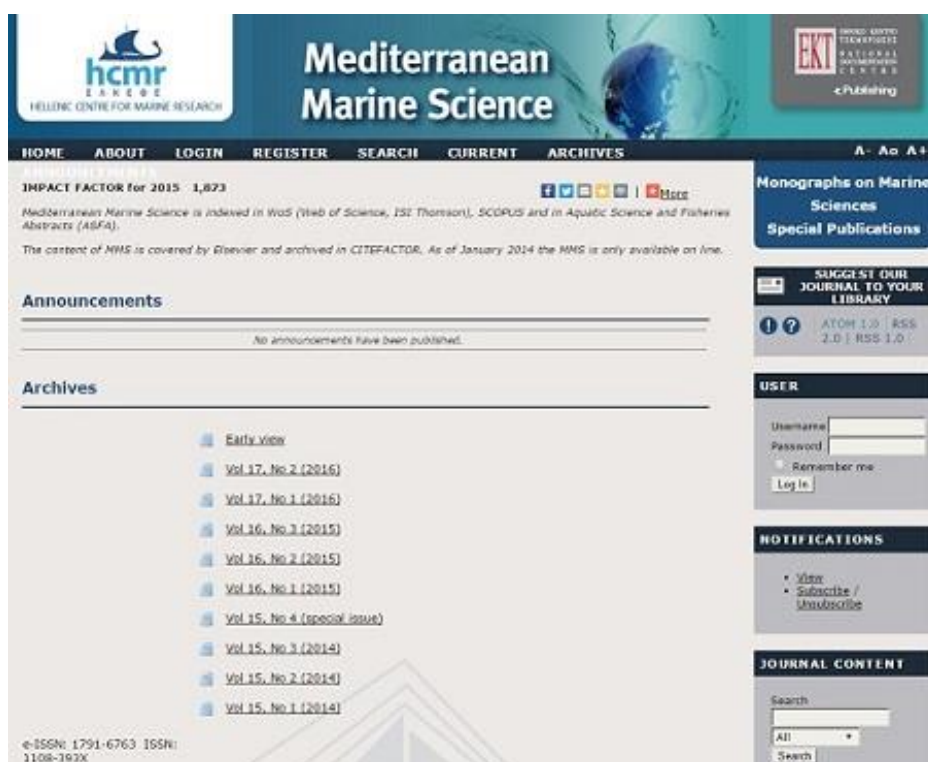 hcmr
ΕΛΚΕΘΕ
HELLENIC CENTRE FOR MARINE RESEARCH
Mediterranean
Marine Science
EKT
NATIONAL
DOCUMENTATION
CENTRE
ePublishing
HOME ABOUT LOGIN REGISTER SEARCH CURRENT ARCHIVES A- Ao A+
ANNOUNCEMENTS
IMPACT FACTOR for 2015 1,873
| More
Mediterranean Marine Science is indexed in WoS (Web of Science, ISI Thomson), SCOPUS and in Aquatic Science and Fisheries
Abstracts (ASFA).
The content of MMS is covered by Elsevier and archived in CITEFACTOR. As of January 2014 the MMS is only available on line.
Announcements
No announcements have been published.
Archives
Early view
Vol 17, No 2 (2016)
Vol 17, No 1 (2016)
Vol 16, No 3 (2015)
Vol 16, No 2 (2015)
Vol 16, No 1 (2015)
Vol 15, No 4 (special issue)
Vol 15, No 3 (2014)
Vol 15, No 2 (2014)
Vol 15, No 1 (2014)
e-ISSN: 1791-6763 ISSN:
1108-393X
Monographs on Marine
Sciences
Special Publications
SUGGEST OUR
JOURNAL TO YOUR
LIBRARY
ATOM 1.0 | RSS
2.0 | RSS 1.0
USER
Username
Password
Remember me
Log In
NOTIFICATIONS
View
Subscribe /
Unsubscribe
JOURNAL CONTENT
Search
All
Search